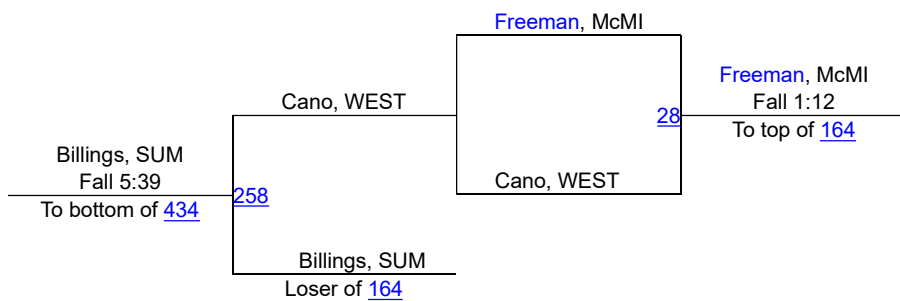 Freeman, McMI
Freeman, McMI
Fall 1:12
Cano, WEST
28
To top of 164
Billings, SUM
Fall 5:39
Cano, WEST
258
To bottom of 434
Billings, SUM
Loser of 164